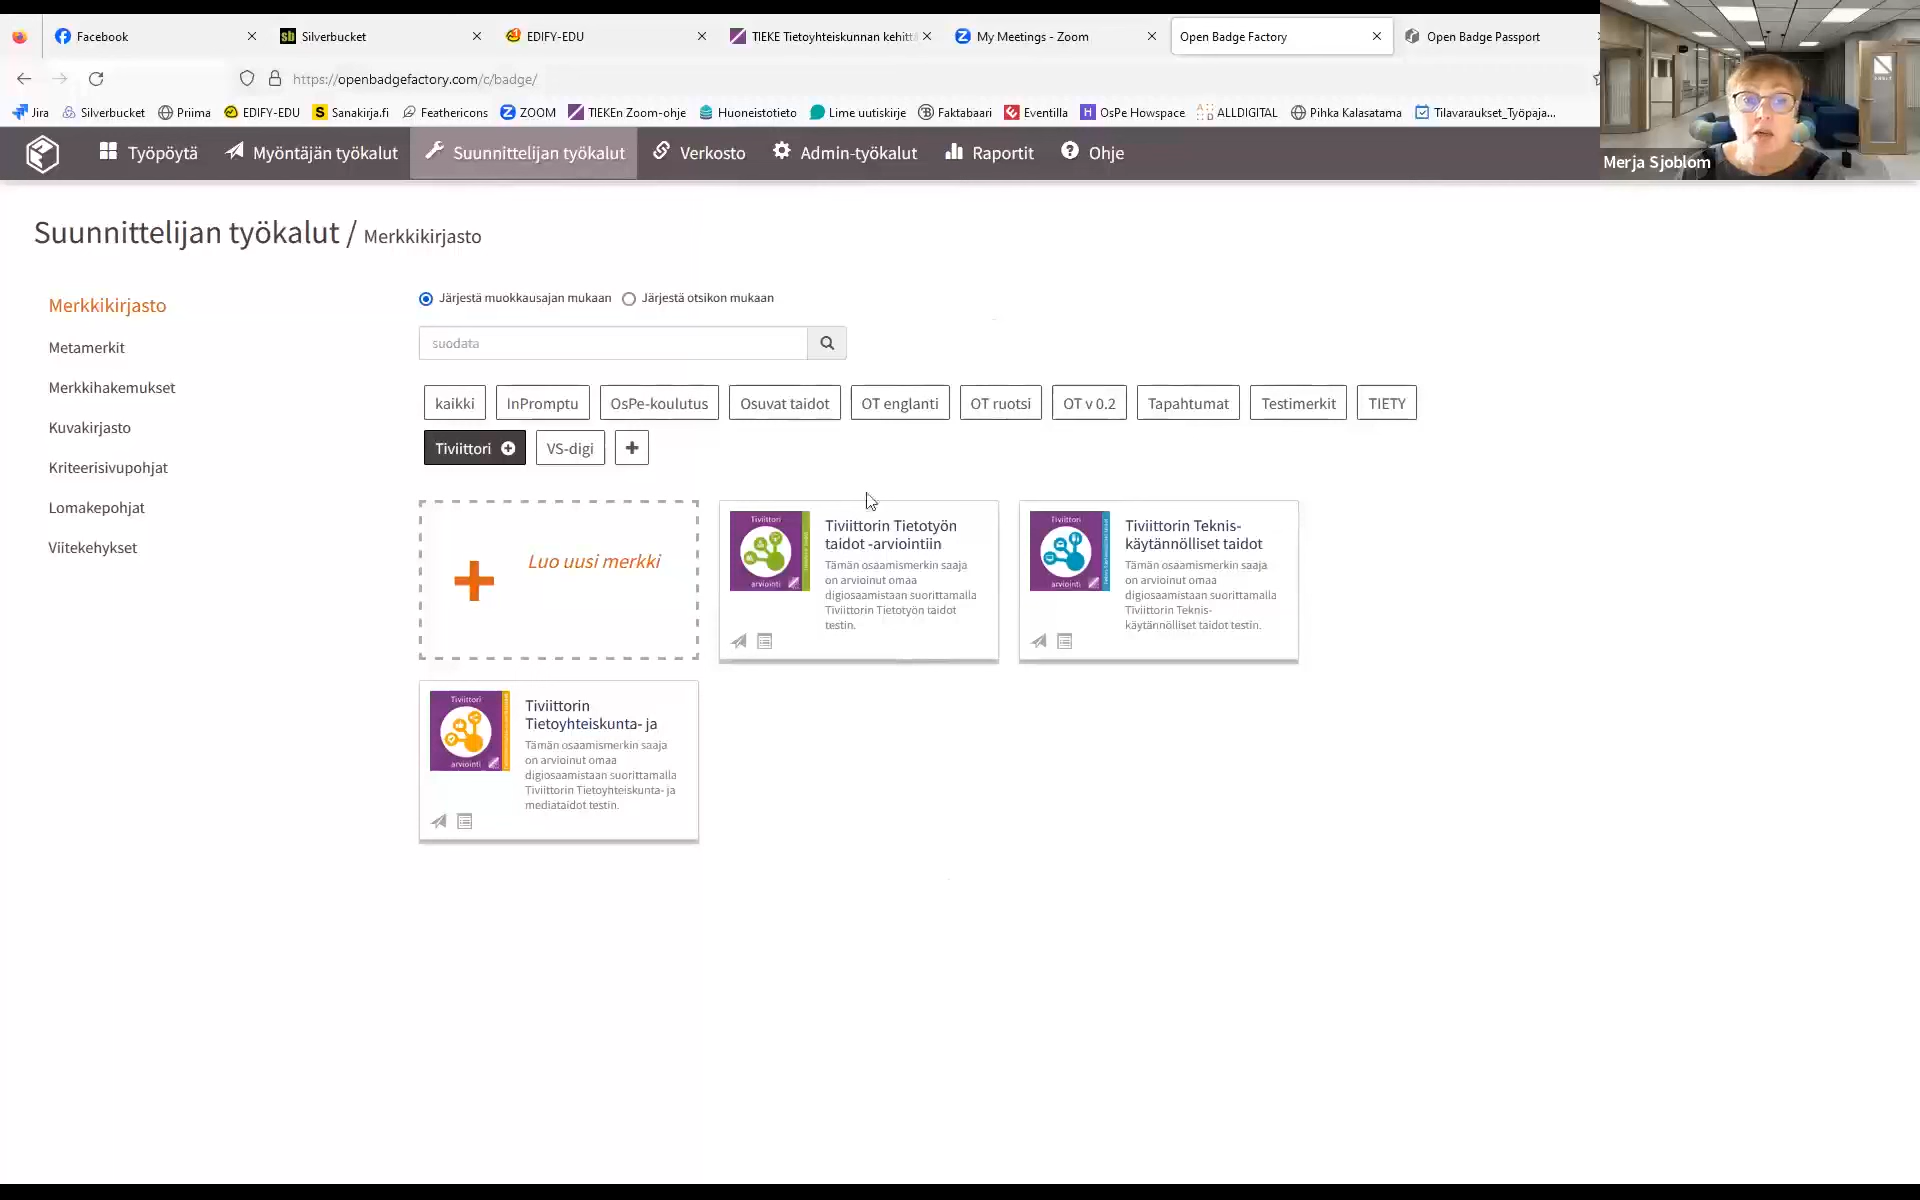 Facebook
Silverbucket
EDIFY-EDU
TIEKE Tietoyhteiskunnan kehitt
My Meetings - Zoom
Open Badge Factory
Open Badge Passport
https://openbadgefactory.com/c/badge/
Jira
Silverbucket
Priima
EDIFY-EDU
Sanakirja.fi
Feathericons
ZOOM
TIEKEn Zoom-ohje
Huoneistotieto
Lime uutiskirje
Faktabaari
Eventilla
OsPe Howspace
ALLDIGITAL
Pihka Kalasatama
Tilavaraukset_Työpaja...
Merja Sjoblom
Työpöytä
Myöntäjän työkalut
Suunnittelijan työkalut
Verkosto
Admin-työkalut
Raportit
Ohje
Suunnittelijan työkalut / Merkkikirjasto
Merkkikirjasto
Metamerkit
Merkkihakemukset
Kuvakirjasto
Kriteerisivupohjat
Lomakepohjat
Viitekehykset
Järjestä muokkausajan mukaan
Järjestä otsikon mukaan
suodata
kaikki
InPromptu
OsPe-koulutus
Osuvat taidot
OT englanti
OT ruotsi
OT v 0.2
Tapahtumat
Testimerkit
TIETY
Tiviittori
VS-digi
Luo uusi merkki
Tiviittori
arviointi
Tiviittorin Tietotyön
taidot -arviointiin
Tämän osaamismerkin saaja
on arvioinut omaa
digiosaamistaan suorittamalla
Tiviittorin Tietotyön taidot
testin.
Tiviittori
arviointi
Tiviittorin Teknis-
käytännölliset taidot
Tämän osaamismerkin saaja
on arvioinut omaa
digiosaamistaan suorittamalla
Tiviittorin Teknis-
käytännölliset taidot testin.
Tiviittori
arviointi
Tiviittorin
Tietoyhteiskunta- ja
Tämän osaamismerkin saaja
on arvioinut omaa
digiosaamistaan suorittamalla
Tiviittorin Tietoyhteiskunta- ja
mediataidot testin.